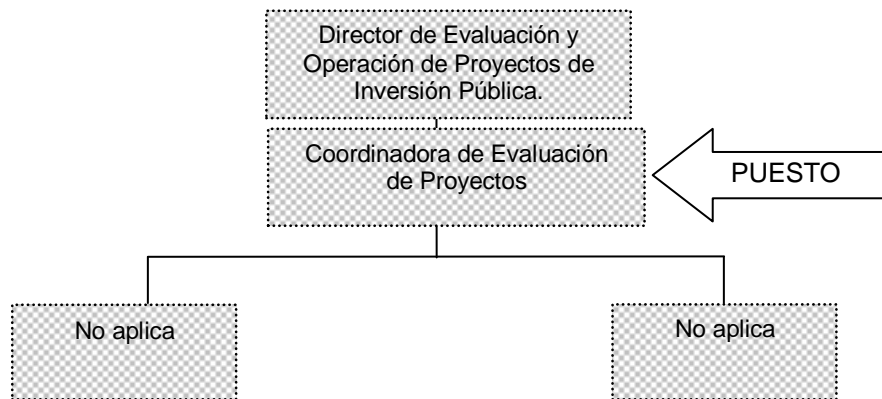 Director de Evaluación y
Operación de Proyectos de
Inversión Pública.
Coordinadora de Evaluación
de Proyectos
PUESTO
No aplica
No aplica